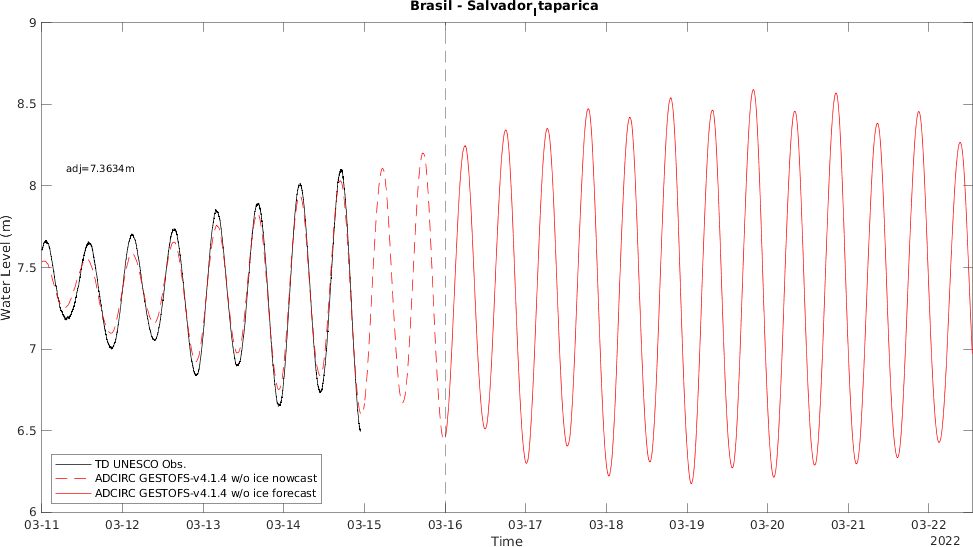 Brasil - Salvador,taparica
9
8.5
8
7.5
7
6.5
6
Water Level (m)
adj=7.3634m
TD UNESCO Obs.
ADCIRC GESTOFS-v4.1.4 w/o ice nowcast
ADCIRC GESTOFS-v4.1.4 w/o ice forecast
03-11 03-12 03-13 03-14 03-15 03-16 03-17 03-18 03-19 03-20 03-21 03-22
Time
2022